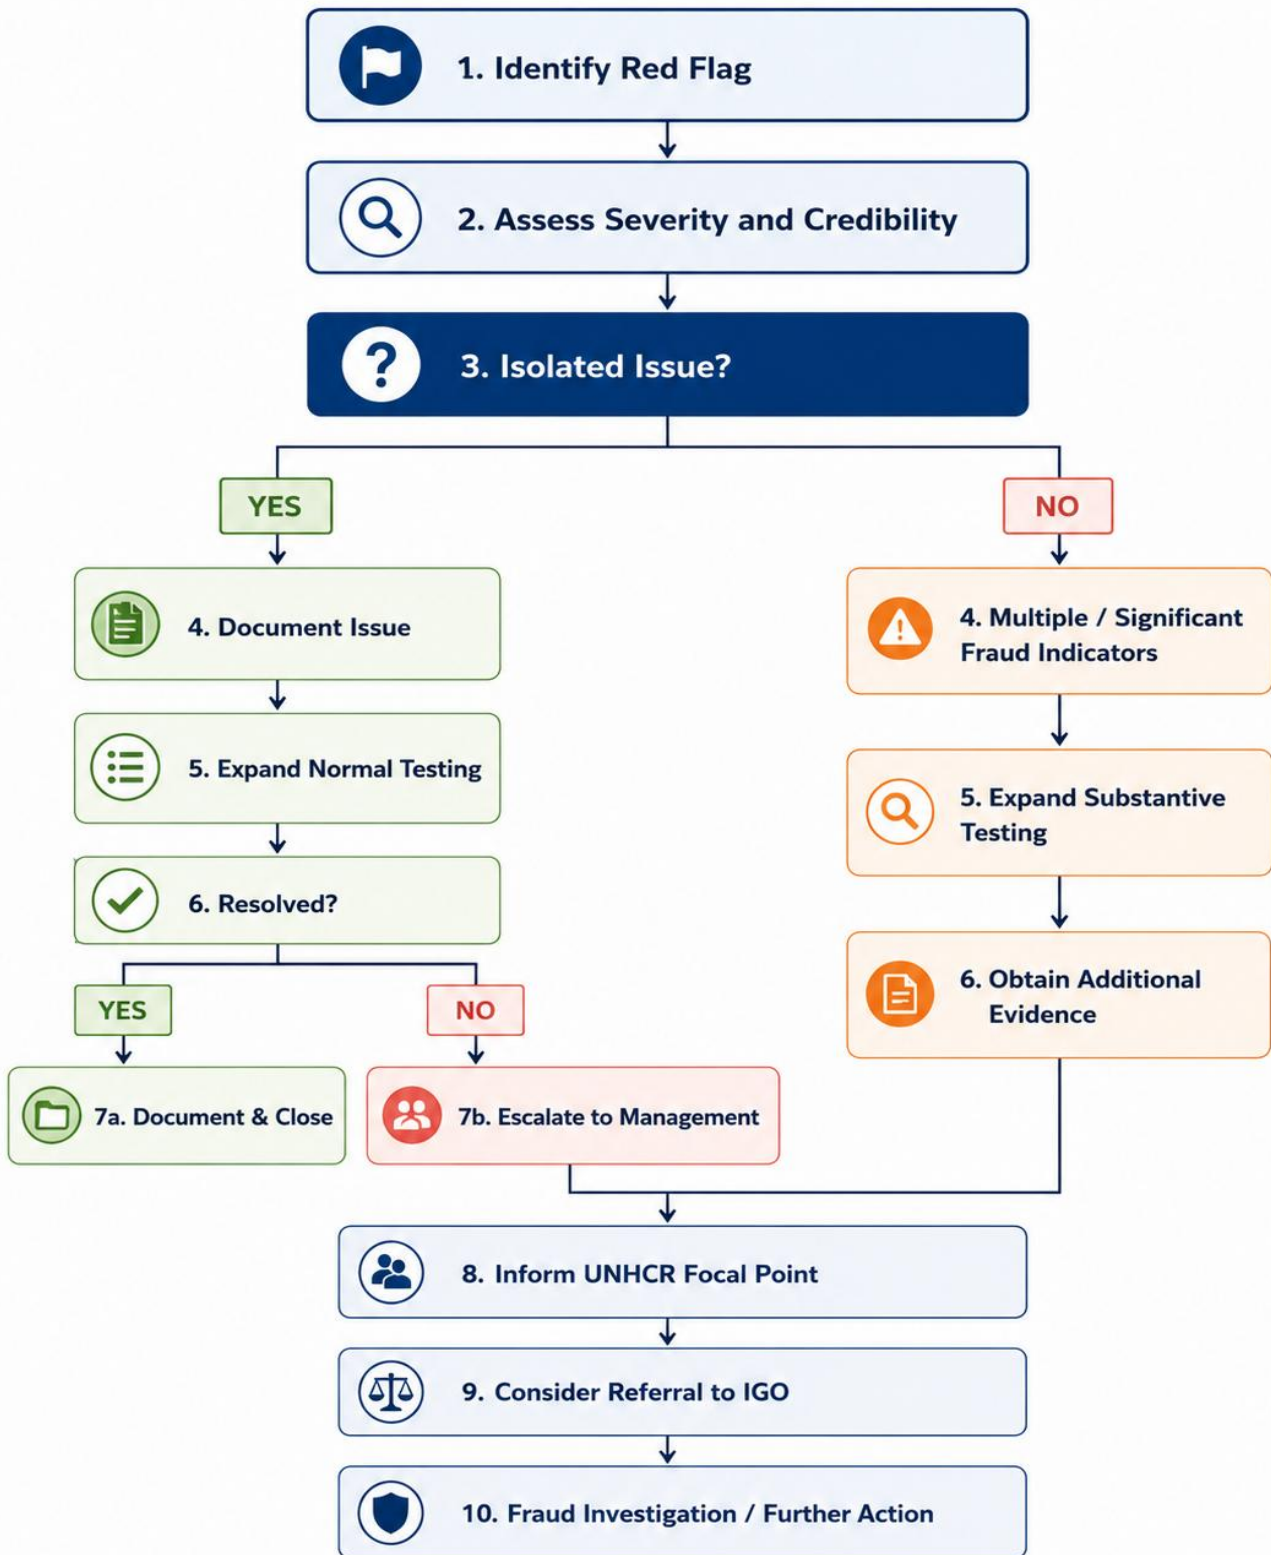 1. Identify Red Flag
2. Assess Severity and Credibility
3. Isolated Issue?
YES
NO
4. Document Issue
4. Multiple / Significant
Fraud Indicators
5. Expand Normal Testing
5. Expand Substantive
Testing
6. Resolved?
6. Obtain Additional
Evidence
YES
NO
7a. Document & Close
7b. Escalate to Management
8. Inform UNHCR Focal Point
9. Consider Referral to IGO
10. Fraud Investigation / Further Action